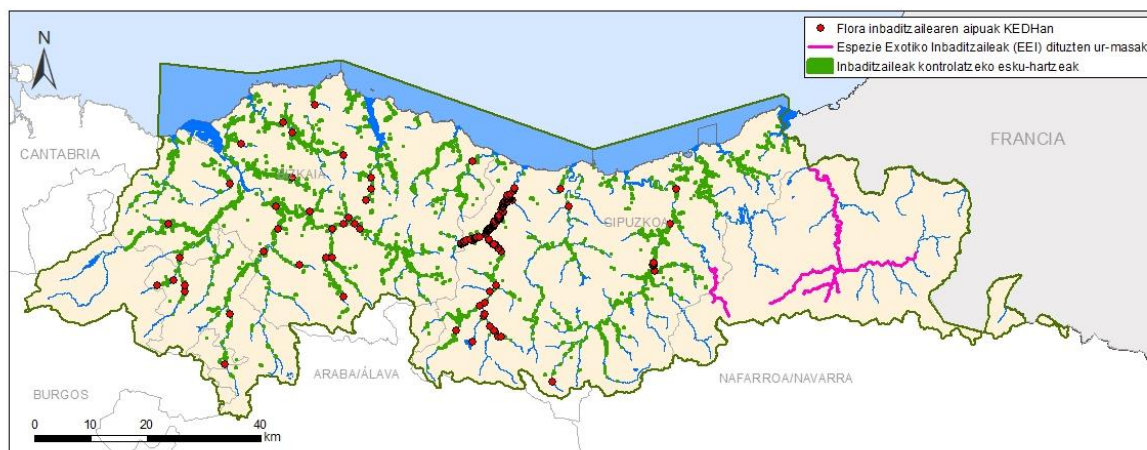 N
Flora inbaditzailearen aipuak KEDHan
Espezie Exotiko Inbaditzaileak (EEI) dituzten ur-masak
Inbaditzaileak kontrolatzeko esku-hartzeak
FRANCIA
CANTABRIA
BIZKAIA
GIPUZKOA
ARABA/ÁLAVA
NAFARROA/NAVARRA
BURGOS
0 10 20 40
km